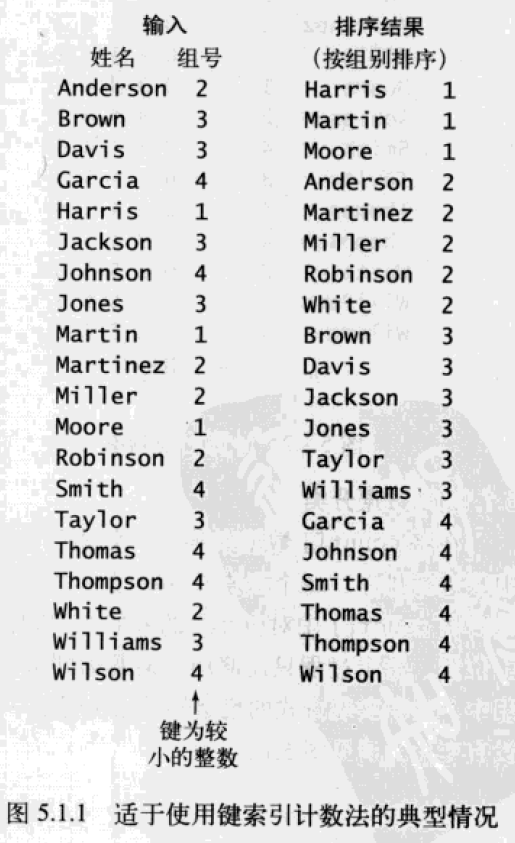 输入 排序结果
姓名 组号 （按组别排序）
Anderson 2 Harris 1
Brown 3 Martin 1
Davis 3 Moore 1
Garcia 4 Anderson 2
Harris 1 Martinez 2
Jackson 3 Miller 2
Johnson 4 Robinson 2
Jones 3 White 2
Martin 1 Brown 3
Martinez 2 Davis 3
Miller 2 Jackson 3
Moore 1 Jones 3
Robinson 2 Taylor 3
Smith 4 Williams 3
Taylor 3 Garcia 4
Thomas 4 Johnson 4
Thompson 4 Smith 4
White 2 Thomas 4
Williams 3 Thompson 4
Wilson 4 Wilson 4
键为较
小的整数
图 5.1.1 适于使用键索引计数法的典型情况